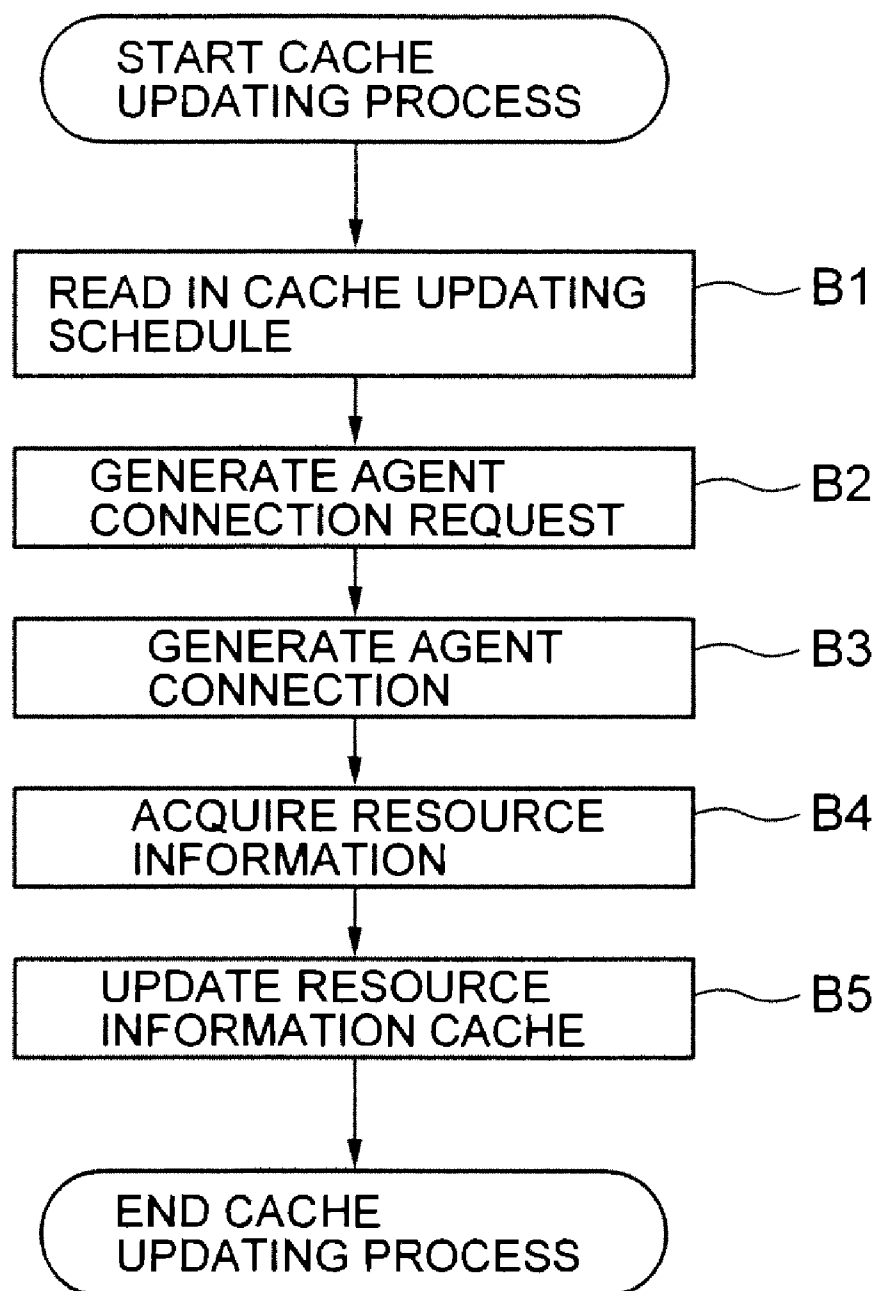 START CACHE
UPDATING PROCESS
READ IN CACHE UPDATING
SCHEDULE
B1
GENERATE AGENT
CONNECTION REQUEST
B2
GENERATE AGENT
CONNECTION
B3
ACQUIRE RESOURCE
INFORMATION
B4
UPDATE RESOURCE
INFORMATION CACHE
B5
END CACHE
UPDATING PROCESS